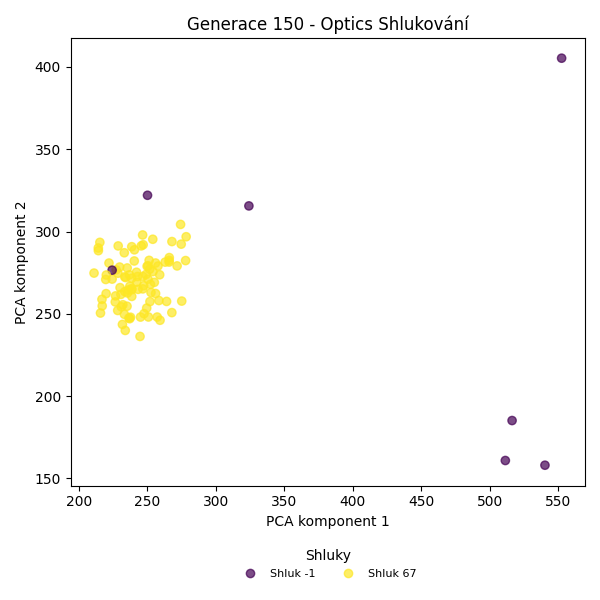 Generace 150 - Optics Shlukování
PCA komponent 2
400
350
300
250
200
150
200
250
300
350
400
450
500
550
PCA komponent 1
Shluky
Shluk -1
Shluk 67